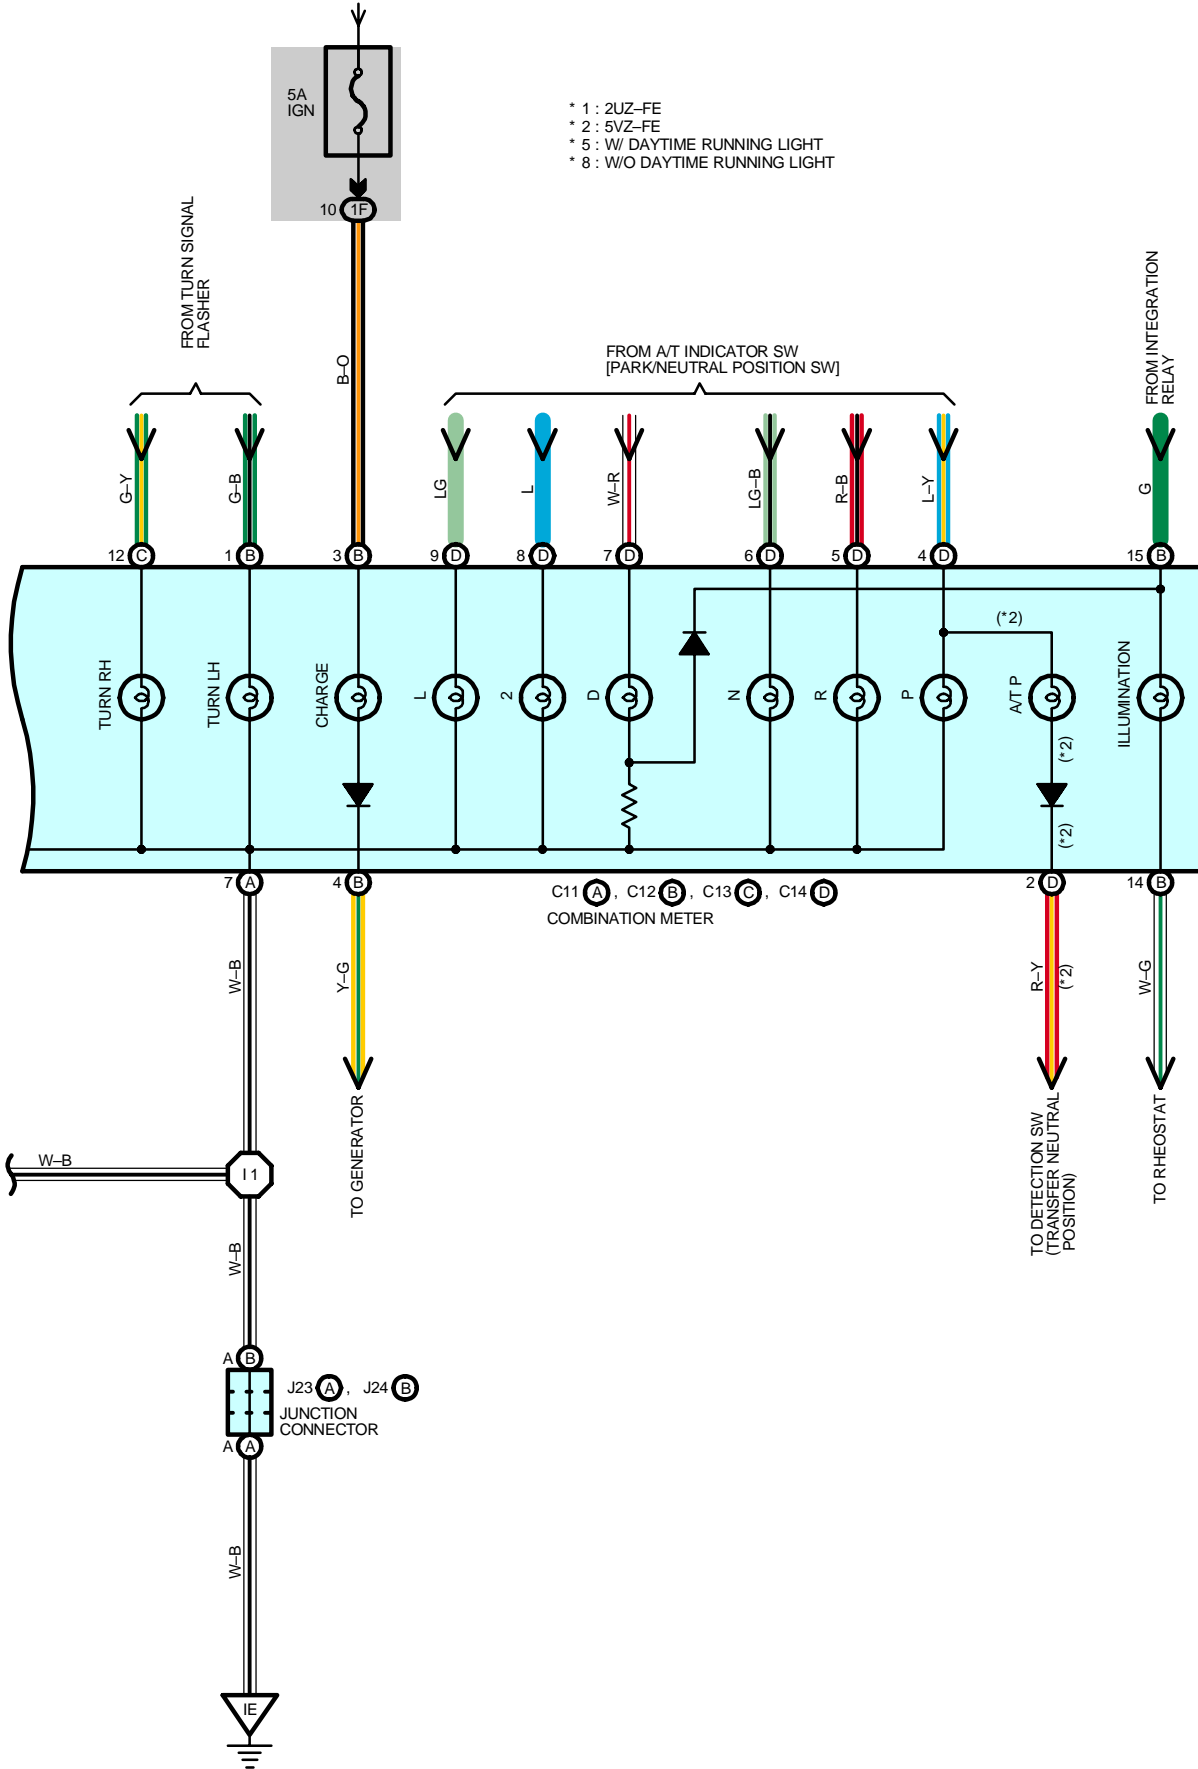 5A
IGN
* 1 : 2UZ–FE
* 2 : 5VZ–FE
* 5 : W/ DAYTIME RUNNING LIGHT
* 8 : W/O DAYTIME RUNNING LIGHT
10 1F
FROM TURN SIGNAL
FLASHER
B–O
FROM A/T INDICATOR SW
[PARK/NEUTRAL POSITION SW]
FROM INTEGRATION
RELAY
G–Y
G–B
LG
L
W–R
LG–B
R–B
L–Y
G
12 C
1 B
3 B
9 D
8 D
7 D
6 D
5 D
4 D
15 B
(*2)
TURN RH
TURN LH
CHARGE
L
2
D
N
R
P
A/T P
ILLUMINATION
(*2)
(*2)
7 A
4 B
C11 A , C12 B , C13 C , C14 D
COMBINATION METER
2 D
14 B
W–B
Y–G
R–Y
(*2)
W–G
TO GENERATOR
TO DETECTION SW
(TRANSFER NEUTRAL
POSITION)
TO RHEOSTAT
W–B
I1
W–B
A B
J23 A , J24 B
JUNCTION
CONNECTOR
A A
W–B
IE